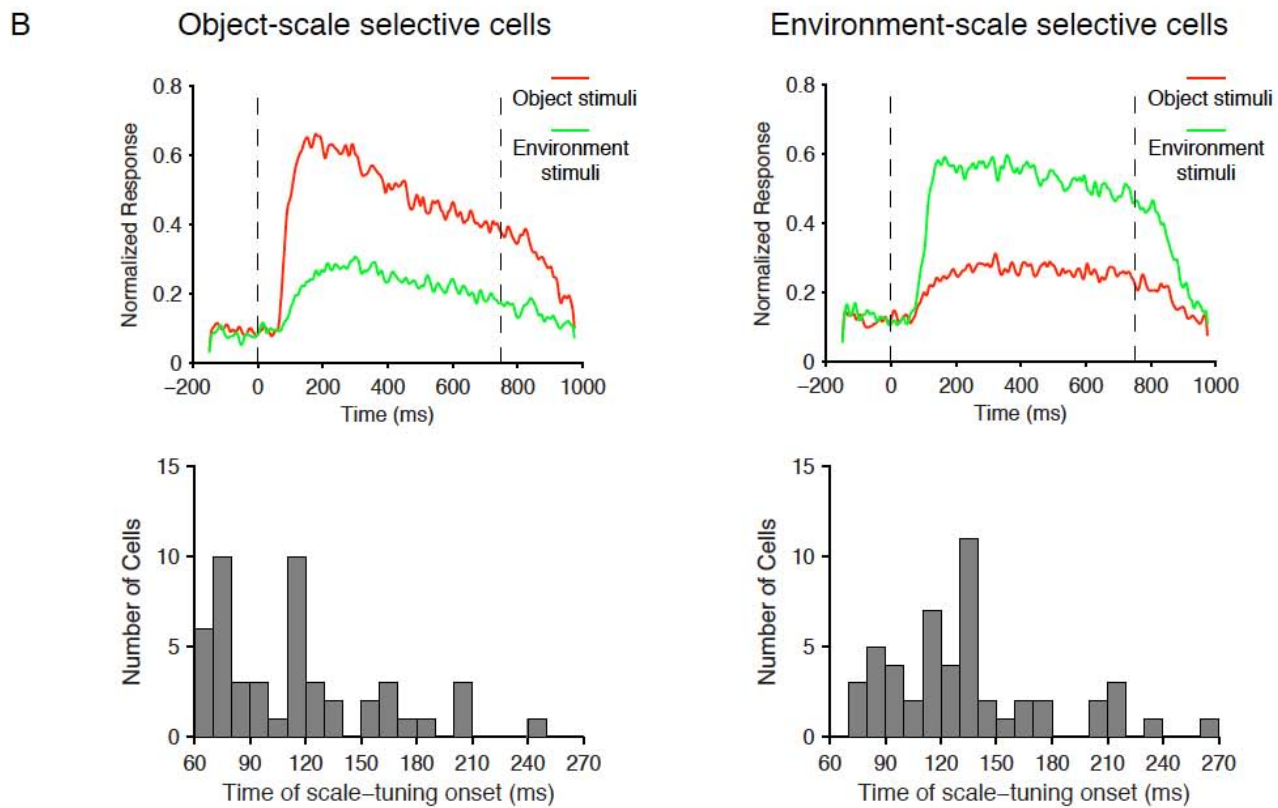 B
Object-scale selective cells
Environment-scale selective cells
0.8
0.6
0.4
0.2
0
Normalized Response
Object stimuli
Environment
stimuli
−200 0 200 400 600 800 1000
Time (ms)
0.8
0.6
0.4
0.2
0
Normalized Response
Object stimuli
Environment
stimuli
−200 0 200 400 600 800 1000
Time (ms)
15
10
5
0
Number of Cells
60 90 120 150 180 210 240 270
Time of scale−tuning onset (ms)
15
10
5
0
Number of Cells
60 90 120 150 180 210 240 270
Time of scale−tuning onset (ms)